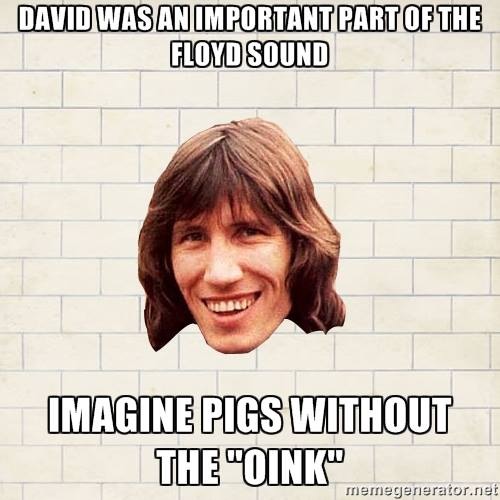 DAVID WAS AN IMPORTANT PART OF THE
FLOYD SOUND
IMAGINE PIGS WITHOUT
THE "OINK"
memegenerator.net